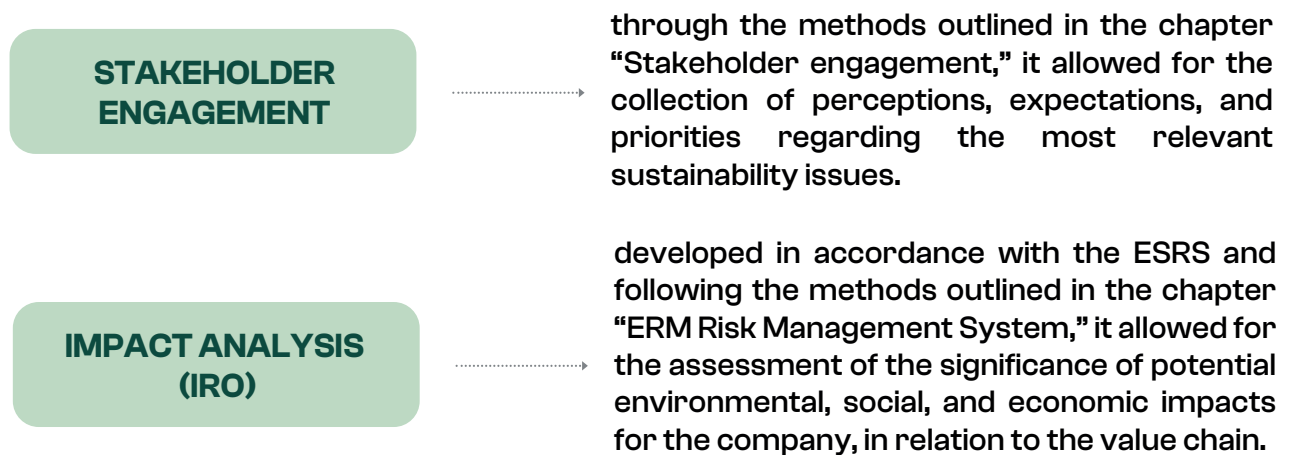 STAKEHOLDER
ENGAGEMENT
through the methods outlined in the chapter
“Stakeholder engagement,” it allowed for the
collection of perceptions, expectations, and
priorities regarding the most relevant
sustainability issues.
IMPACT ANALYSIS
(IRO)
developed in accordance with the ESRS and
following the methods outlined in the chapter
“ERM Risk Management System,” it allowed for
the assessment of the significance of potential
environmental, social, and economic impacts
for the company, in relation to the value chain.